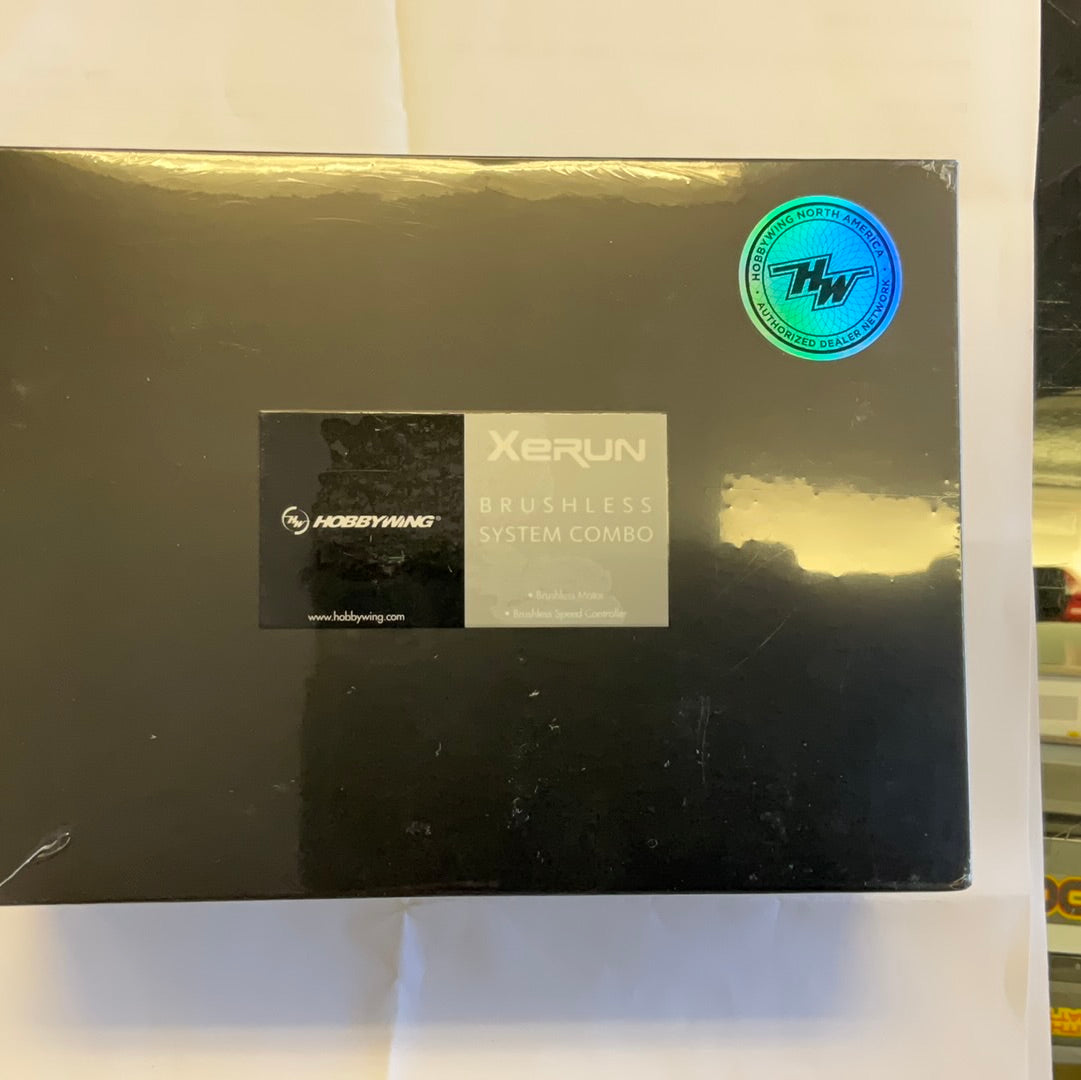 HOBBYWING NORTH AMERICA
HW
AUTHORIZED DEALER NETWORK
XeRUN
BRUSHLESS
SYSTEM COMBO
HW HOBBYWING®
• Brushless Motor
• Brushless Speed Controller
www.hobbywing.com